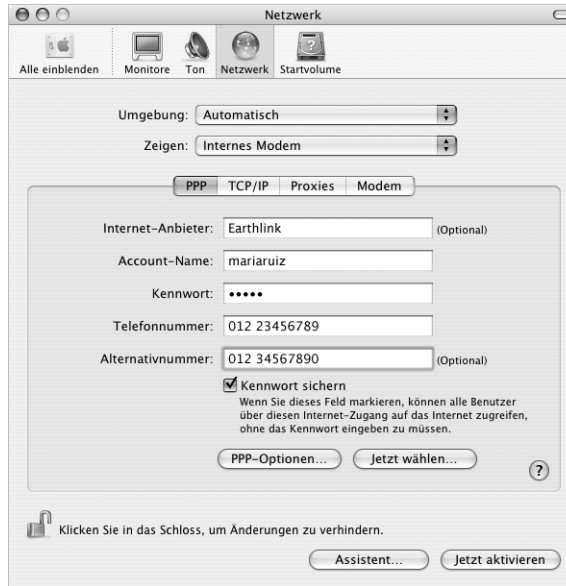 Netzwerk
Alle einblenden Monitore Ton Netzwerk Startvolume
Umgebung: Automatisch
Zeigen: Internes Modem
PPP TCP/IP Proxies Modem
Internet-Anbieter: Earthlink (Optional)
Account-Name: mariaruiz
Kennwort: •••••
Telefonnummer: 012 23456789
Alternativnummer: 012 34567890 (Optional)
Kennwort sichern
Wenn Sie dieses Feld markieren, können alle Benutzer
über diesen Internet-Zugang auf das Internet zugreifen,
ohne das Kennwort eingeben zu müssen.
PPP-Optionen... Jetzt wählen... ?
Klicken Sie in das Schloss, um Änderungen zu verhindern.
Assistent... Jetzt aktivieren